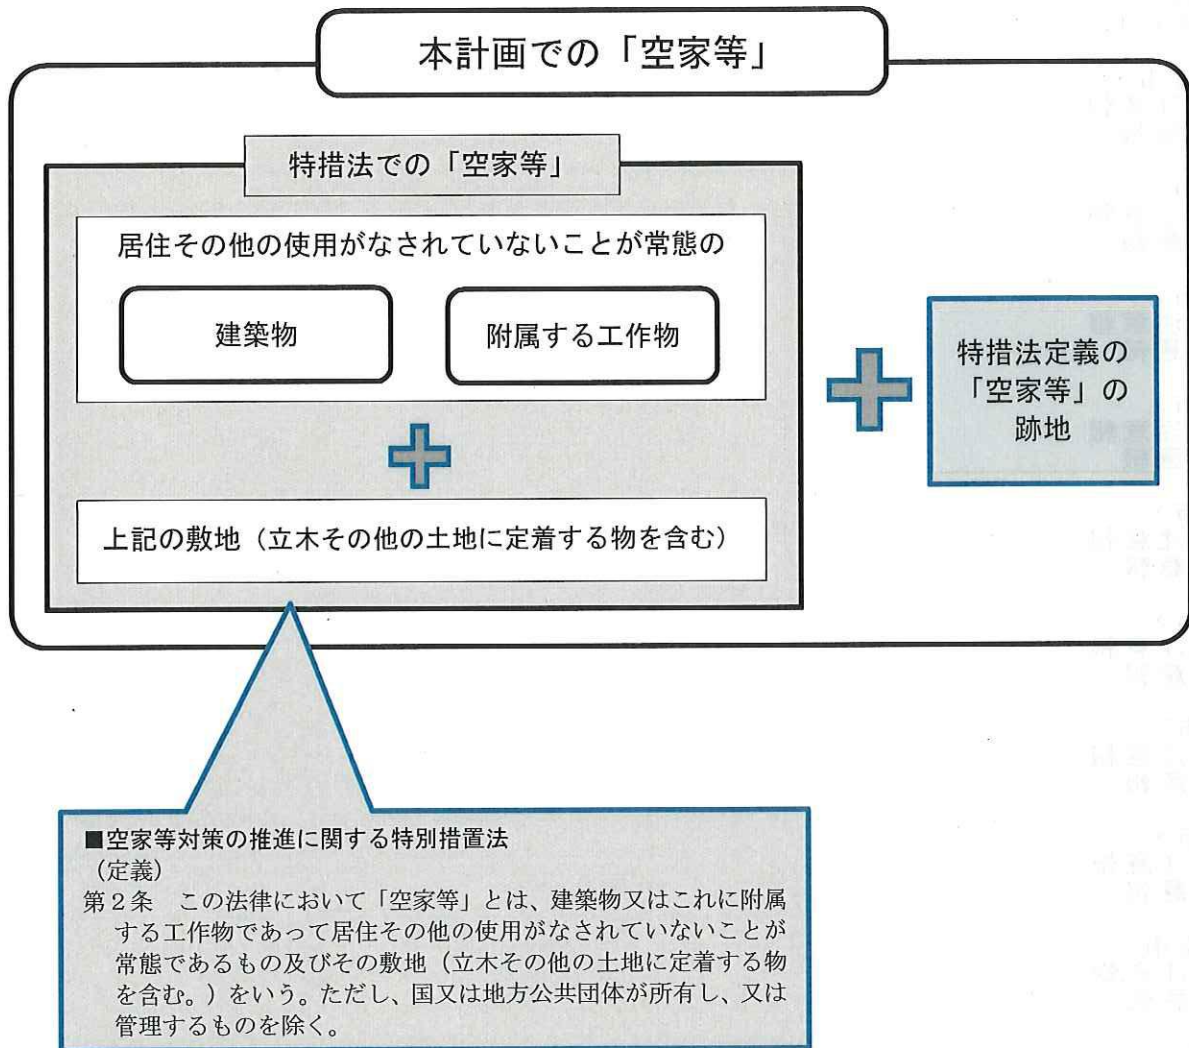 本計画での「空家等」
特措法での「空家等」
居住その他の使用がなされていないことが常態の
建築物
附属する工作物
上記の敷地（立木その他の土地に定着する物を含む）
特措法定義の
「空家等」の
跡地
■空家等対策の推進に関する特別措置法
（定義）
第２条　この法律において「空家等」とは、建築物又はこれに附属
する工作物であって居住その他の使用がなされていないことが
常態であるもの及びその敷地（立木その他の土地に定着する物
を含む。）をいう。ただし、国又は地方公共団体が所有し、又は
管理するものを除く。